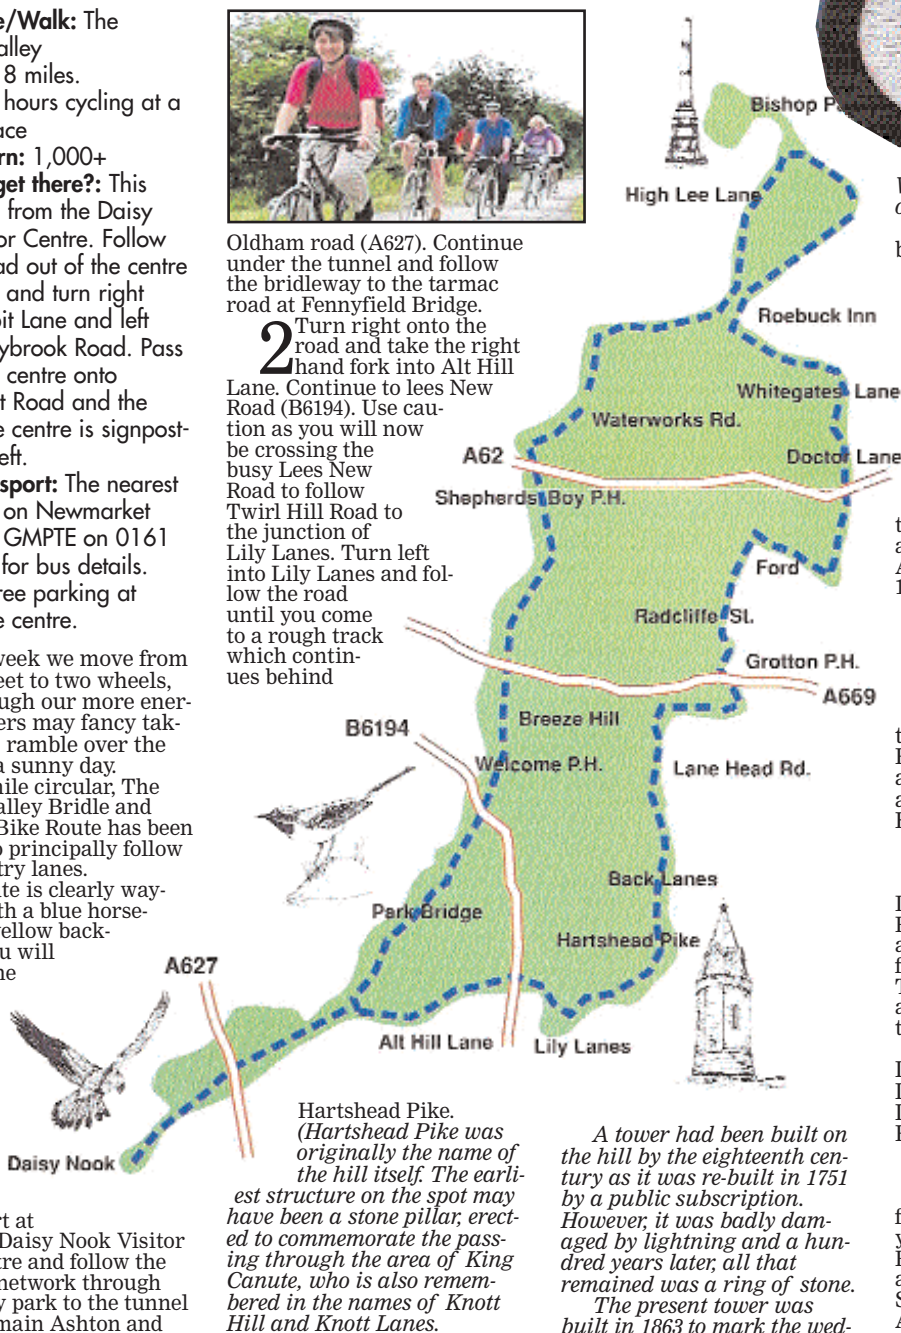 e/Walk: The
alley
8 miles.
hours cycling at a
ace
rn: 1,000+
get there?: This
from the Daisy
or Centre. Follow
ad out of the centre
and turn right
it Lane and left
ybrook Road. Pass
centre onto
t Road and the
e centre is signpost-
eft.
sport: The nearest
on Newmarket
GMPTE on 0161
for bus details.
ree parking at
e centre.
week we move from
eet to two wheels,
ugh our more ener-
ers may fancy tak-
ramble over the
a sunny day.
ile circular, The
alley Bridle and
Bike Route has been
o principally follow
try lanes.
te is clearly way-
th a blue horse-
yellow back-
u will
ne
rt at
Daisy Nook Visitor
tre and follow the
network through
y park to the tunnel
main Ashton and
Oldham road (A627). Continue
under the tunnel and follow
the bridleway to the tarmac
road at Fennyfield Bridge.
2 Turn right onto the
road and take the right
hand fork into Alt Hill
Lane. Continue to lees New
Road (B6194). Use cau-
tion as you will now
be crossing the
busy Lees New
Road to follow
Twirl Hill Road to
the junction of
Lily Lanes. Turn left
into Lily Lanes and fol-
low the road
until you come
to a rough track
which contin-
ues behind
Hartshead Pike.
(Hartshead Pike was
originally the name of
the hill itself. The earli-
est structure on the spot may
have been a stone pillar, erect-
ed to commemorate the pass-
ing through the area of King
Canute, who is also remem-
bered in the names of Knott
Hill and Knott Lanes.
A tower had been built on
the hill by the eighteenth cen-
tury as it was re-built in 1751
by a public subscription.
However, it was badly dam-
aged by lightning and a hun-
dred years later, all that
remained was a ring of stone.
The present tower was
built in 1863 to mark the wed-
Bishop P
High Lee Lane
Roebuck Inn
Whitegates Lane
Waterworks Rd.
A62
Doctor Lane
Shepherds Boy P.H.
Ford
Radcliffe St.
Grotton P.H.
A669
Breeze Hill
B6194
Welcome P.H.
Lane Head Rd.
Back Lanes
Park Bridge
Hartshead Pike
A627
Alt Hill Lane
Lily Lanes
Daisy Nook